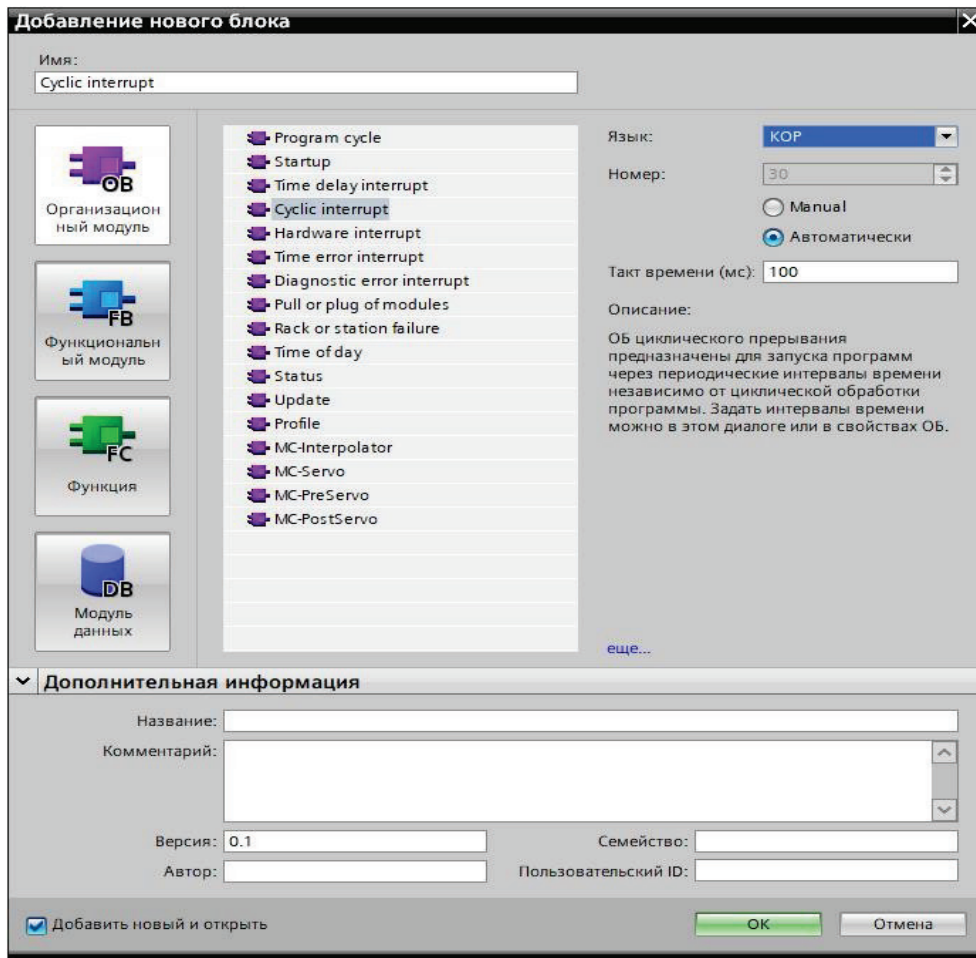 Добавление нового блока
Имя:
Cyclic interrupt
OB
Организацион
ный модуль
FB
Функциональн
ый модуль
FC
Функция
DB
Модуль
данных
Program cycle
Startup
Time delay interrupt
Cyclic interrupt
Hardware interrupt
Time error interrupt
Diagnostic error interrupt
Pull or plug of modules
Rack or station failure
Time of day
Status
Update
Profile
MC-Interpolator
MC-Servo
MC-PreServo
MC-PostServo
Язык: KOP
Номер: 30
Manual
Автоматически
Такт времени (мс): 100
Описание:
ОБ циклического прерывания
предназначены для запуска программ
через периодические интервалы времени
независимо от циклической обработки
программы. Задать интервалы времени
можно в этом диалоге или в свойствах ОБ.
еще...
Дополнительная информация
Название:
Комментарий:
Версия: 0.1 Семейство:
Автор: Пользовательский ID:
Добавить новый и открыть OK Отмена